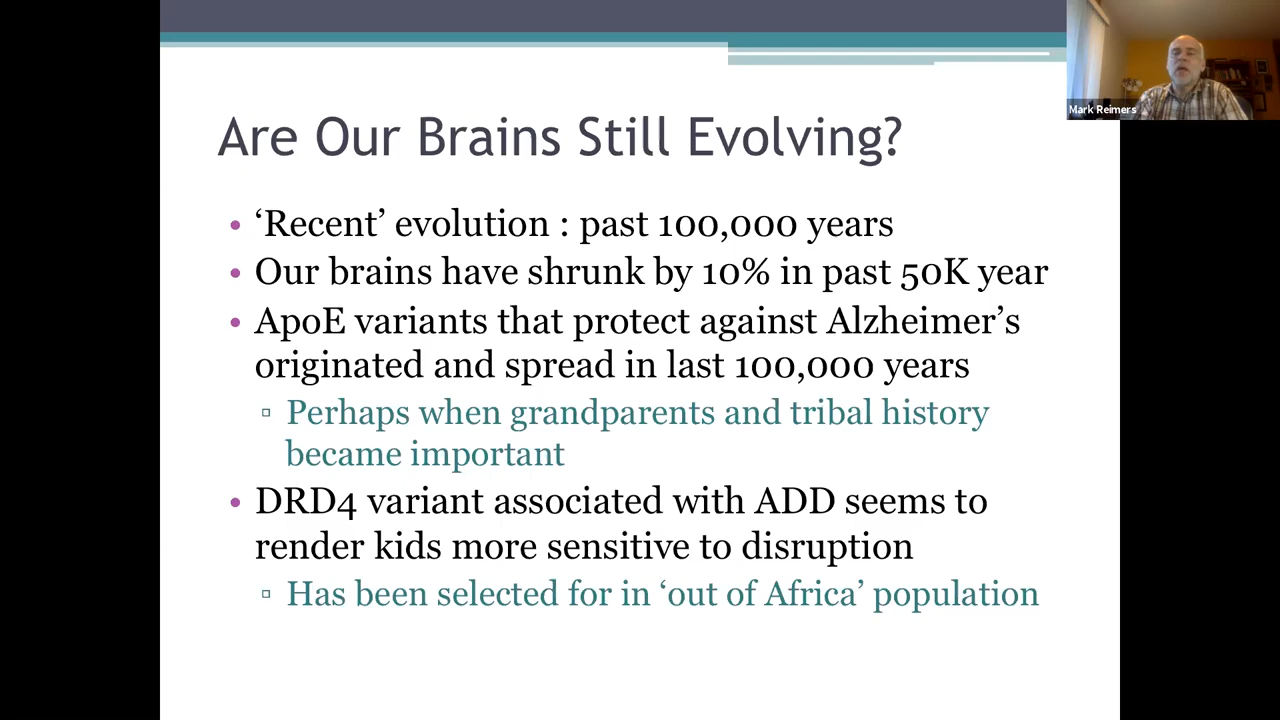 Mark Reimers
Are Our Brains Still Evolving?
• ‘Recent’ evolution : past 100,000 years
• Our brains have shrunk by 10% in past 50K year
• ApoE variants that protect against Alzheimer’s
originated and spread in last 100,000 years
▫ Perhaps when grandparents and tribal history
became important
• DRD4 variant associated with ADD seems to
render kids more sensitive to disruption
▫ Has been selected for in ‘out of Africa’ population